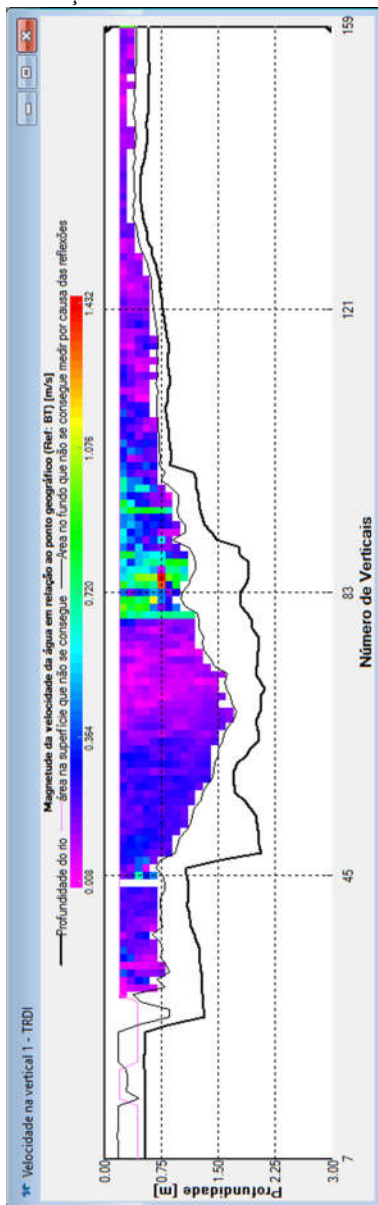 Velocidade na vertical 1 - TRDI
Magnetude da velocidade da água em relação ao ponto geográfico (Ref: BT) [m/s]
Profundidade do rio área na superfície que não se consegue Área no fundo que não se consegue medir por causa das reflexões
0.008 0.364 0.720 1.076 1.432
0.00
0.75
1.50
2.25
3.00
Profundidade [m]
7 45 83 121 159
Número de Verticais